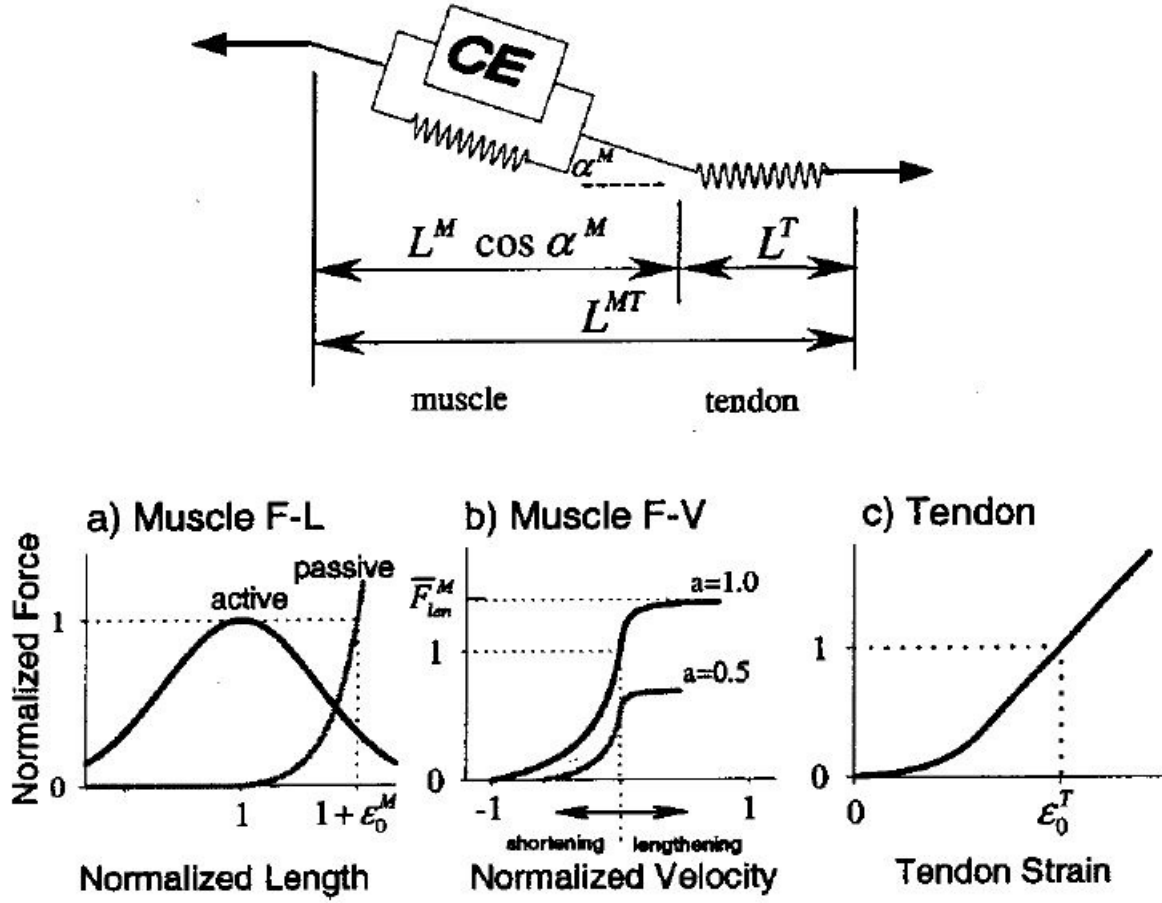 CE
α^M
L^M cos α^M
L^T
L^MT
muscle
tendon
a) Muscle F-L
b) Muscle F-V
c) Tendon
Normalized Force
passive
active
1
0
1
1 + ε_0^M
Normalized Length
F̅_len^M
a=1.0
1
a=0.5
0
-1
1
shortening
lengthening
Normalized Velocity
1
0
0
ε_0^T
Tendon Strain